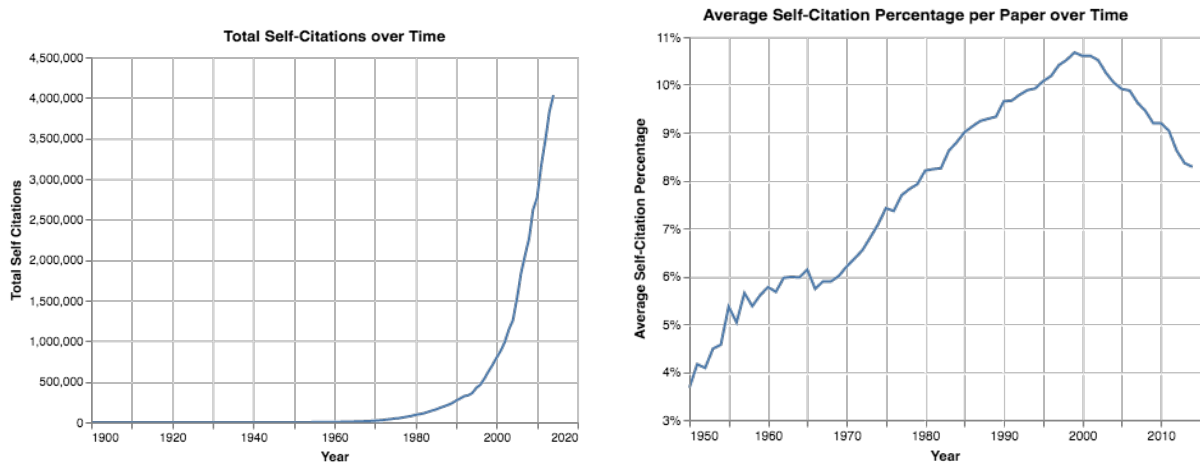 Total Self-Citations over Time
Total Self Citations
4,500,000
4,000,000
3,500,000
3,000,000
2,500,000
2,000,000
1,500,000
1,000,000
500,000
0
1900 1920 1940 1960 1980 2000 2020
Year
Average Self-Citation Percentage per Paper over Time
Average Self-Citation Percentage
11%
10%
9%
8%
7%
6%
5%
4%
3%
1950 1960 1970 1980 1990 2000 2010
Year